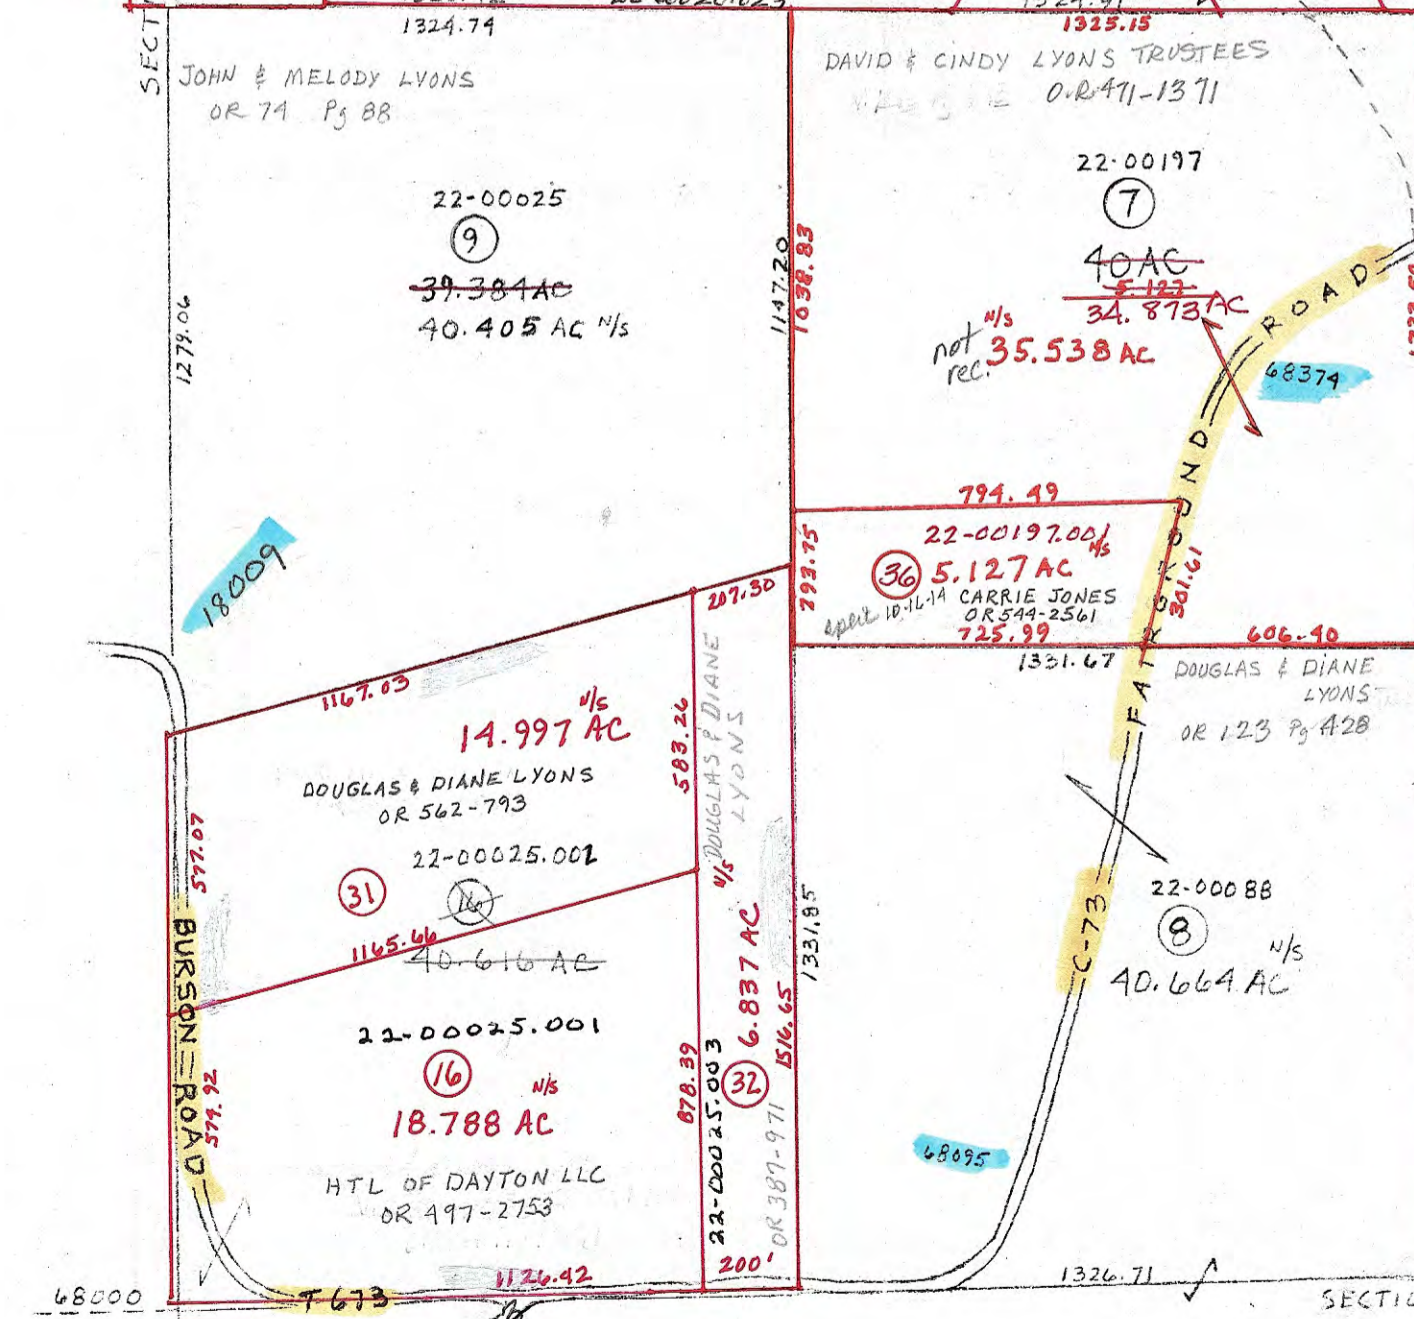 1324.74
1325.15
SECT
JOHN & MELODY LYONS
OR 74 Pg 88
DAVID & CINDY LYONS TRUSTEES
O.R 471-1371
22-00025
9
39.384 AC
40.405 AC N/S
22-00197
7
40 AC
5.127
34.873 AC
N/S
not rec. 35.538 AC
1279.06
1147.20
1038.83
FAIRGROUND ROAD
68374
18009
794.49
22-00197.001
N/S
36 5.127 AC
split 10-16-14 CARRIE JONES
OR 544-2561
725.99
293.75
301.61
606.40
1331.67
DOUGLAS & DIANE
LYONS
OR 123 Pg 428
207.30
1167.03
N/S
14.997 AC
DOUGLAS & DIANE LYONS
OR 562-793
22-00025.002
31
16
1165.66
40.616 AC
577.07
583.26
DOUGLAS & DIANE
LYONS
N/S
6.837 AC
32
22-00025.003
OR 387-971
1516.65
1331.85
22-00088
8
N/S
40.664 AC
C-73
BURSON ROAD
574.92
22-00025.001
16
N/S
18.788 AC
HTL OF DAYTON LLC
OR 497-2753
878.39
68095
200'
1126.42
1326.71
68000
T 673
SECTIO